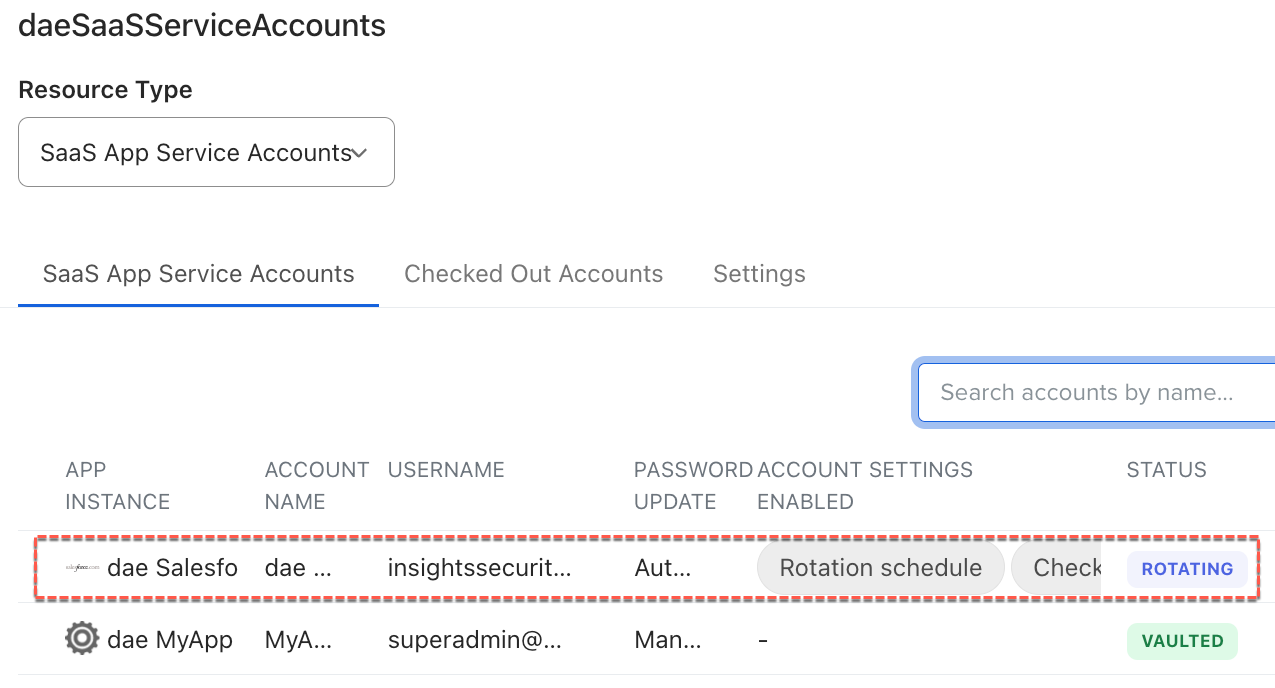 daeSaaSServiceAccounts
Resource Type
SaaS App Service Accounts
SaaS App Service Accounts Checked Out Accounts Settings
Search accounts by name...
APP INSTANCE ACCOUNT NAME USERNAME PASSWORD UPDATE ACCOUNT SETTINGS ENABLED STATUS
dae Salesfo dae ... insightssecurit... Aut... Rotation schedule Check ROTATING
dae MyApp MyA... superadmin@... Man... - VAULTED